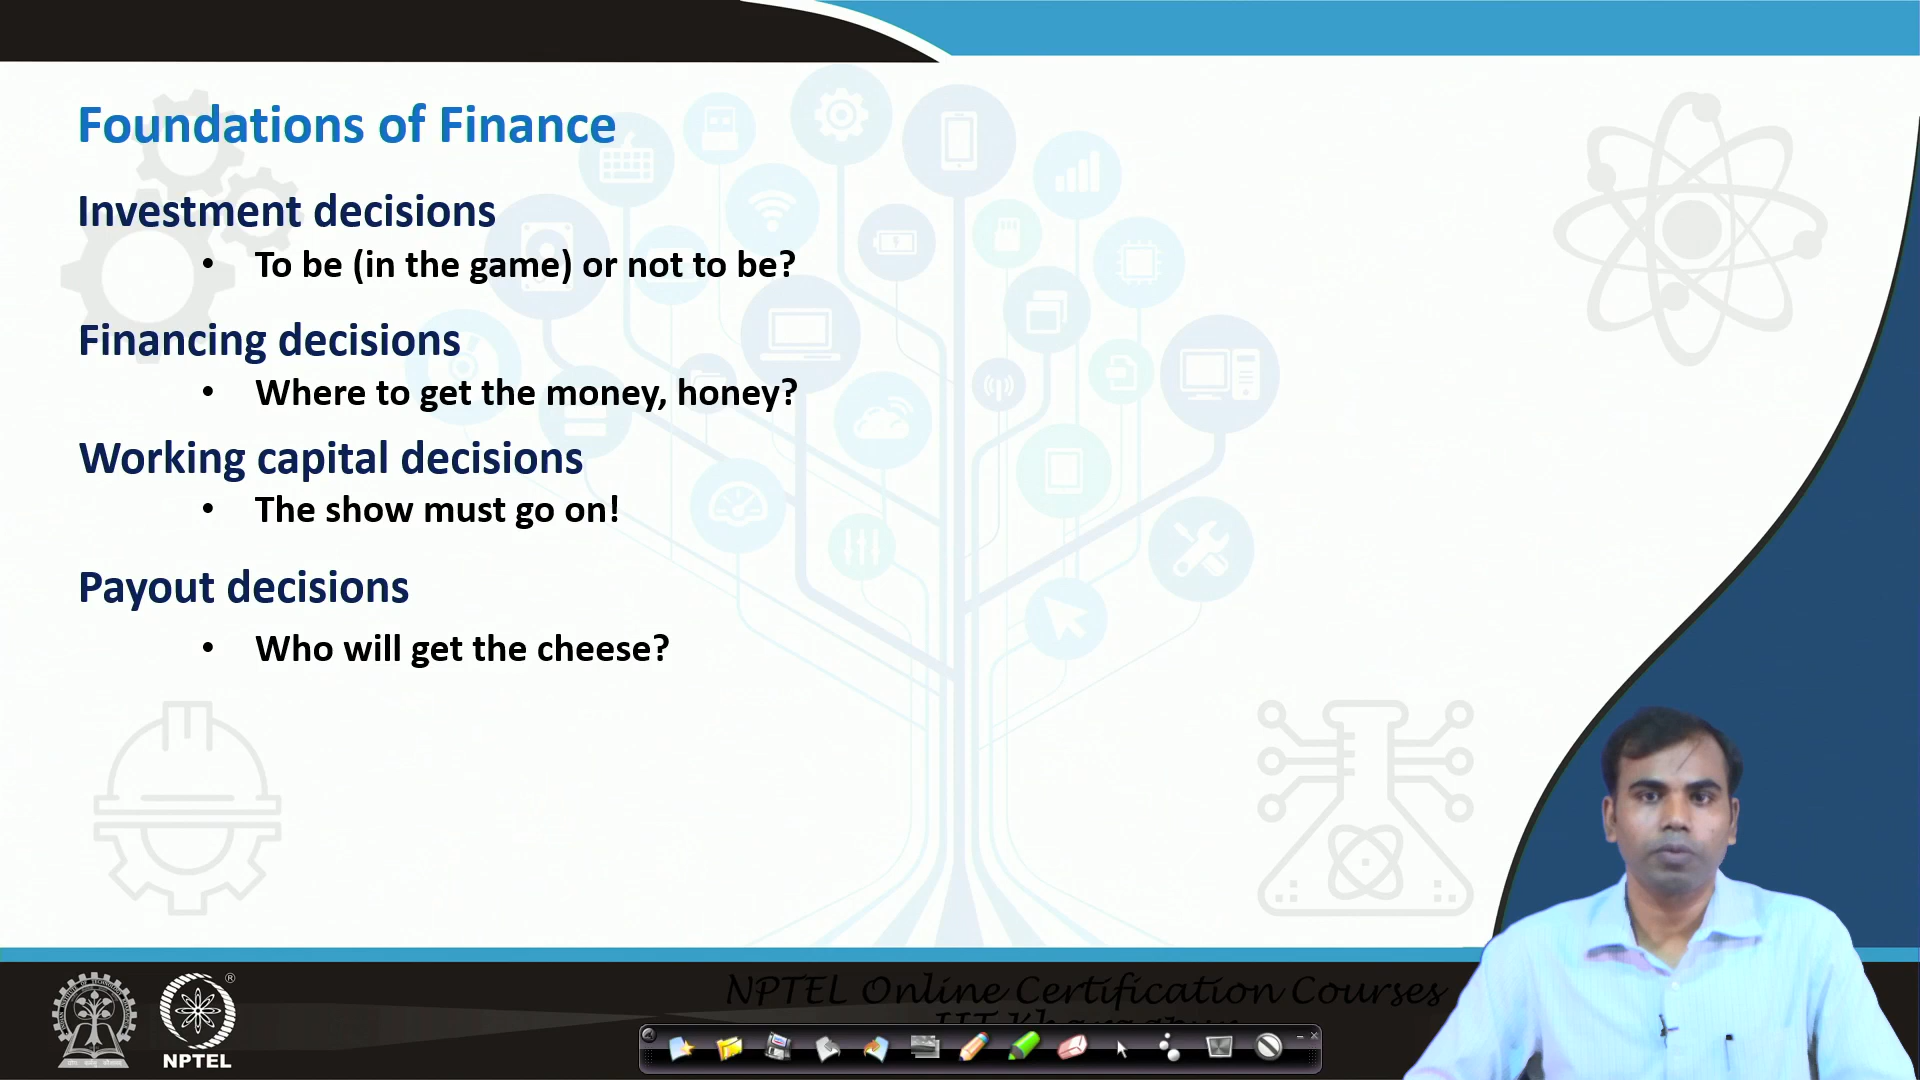 Foundations of Finance
Investment decisions
• To be (in the game) or not to be?
Financing decisions
• Where to get the money, honey?
Working capital decisions
• The show must go on!
Payout decisions
• Who will get the cheese?
NPTEL Online Certification Courses
IIT Kharagpur
NPTEL
®